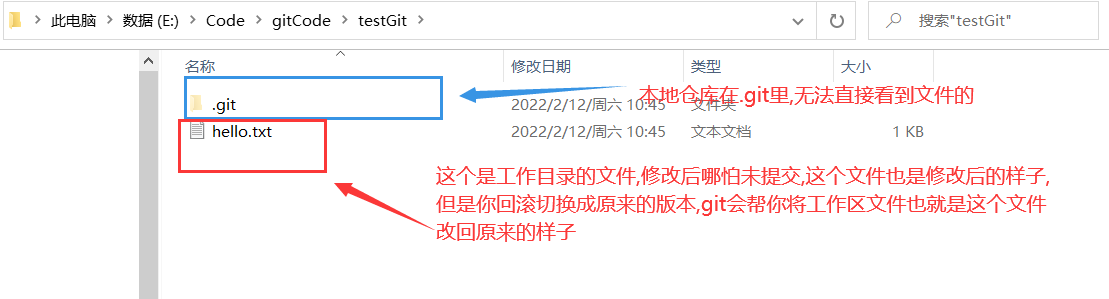 此电脑 > 数据 (E:) > Code > gitCode > testGit >
搜索"testGit"
名称 修改日期 类型 大小
.git 2022/2/12/周六 10:45 文件夹
本地仓库在.git里,无法直接看到文件的
hello.txt 2022/2/12/周六 10:45 文本文档 1 KB
这个是工作目录的文件,修改后哪怕未提交,这个文件也是修改后的样子,
但是你回滚切换成原来的版本,git会帮你将工作区文件也就是这个文件
改回原来的样子